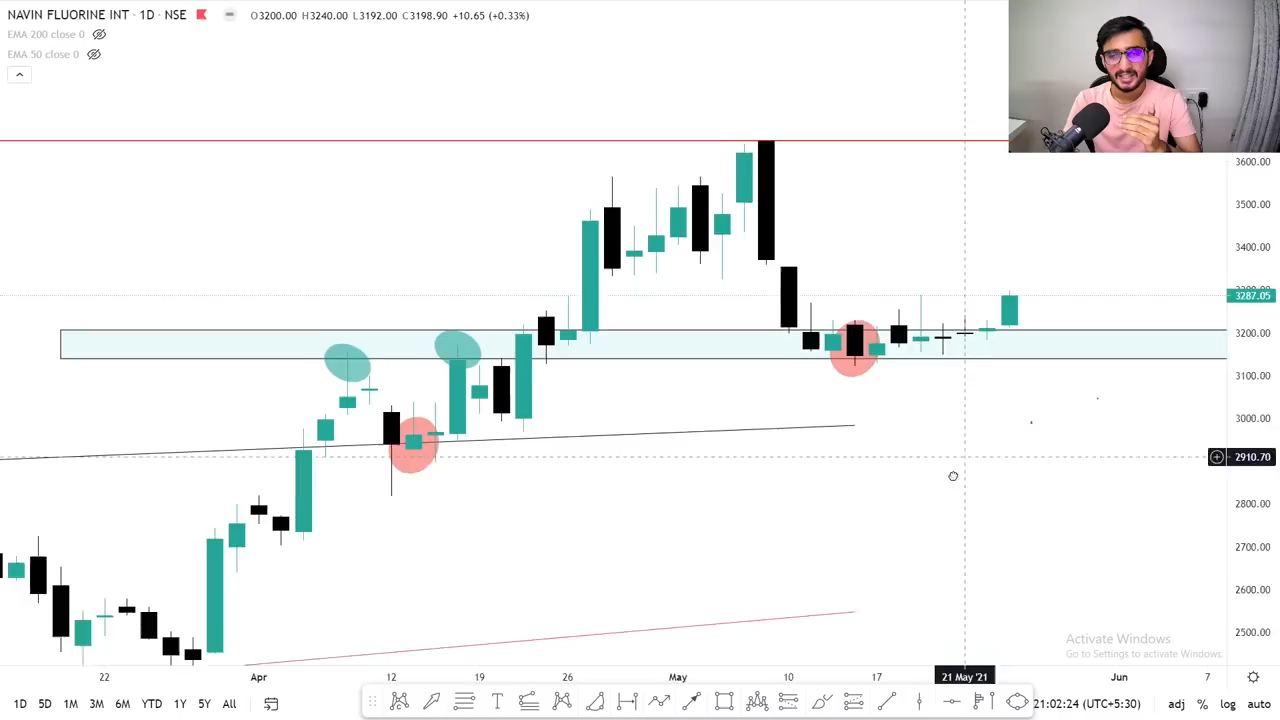 NAVIN FLUORINE INT · 1D · NSE O3200.00 H3240.00 L3192.00 C3198.90 +10.65 (+0.33%)
EMA 200 close 0
EMA 50 close 0
3600.00
3500.00
3400.00
3287.05
3200.00
3100.00
3000.00
2910.70
2800.00
2700.00
2600.00
2500.00
22 Apr 12 19 26 May 10 17 21 May '21 Jun 7
Activate Windows
Go to Settings to activate Windows.
1D 5D 1M 3M 6M YTD 1Y 5Y All 21:02:24 (UTC+5:30) adj % log auto